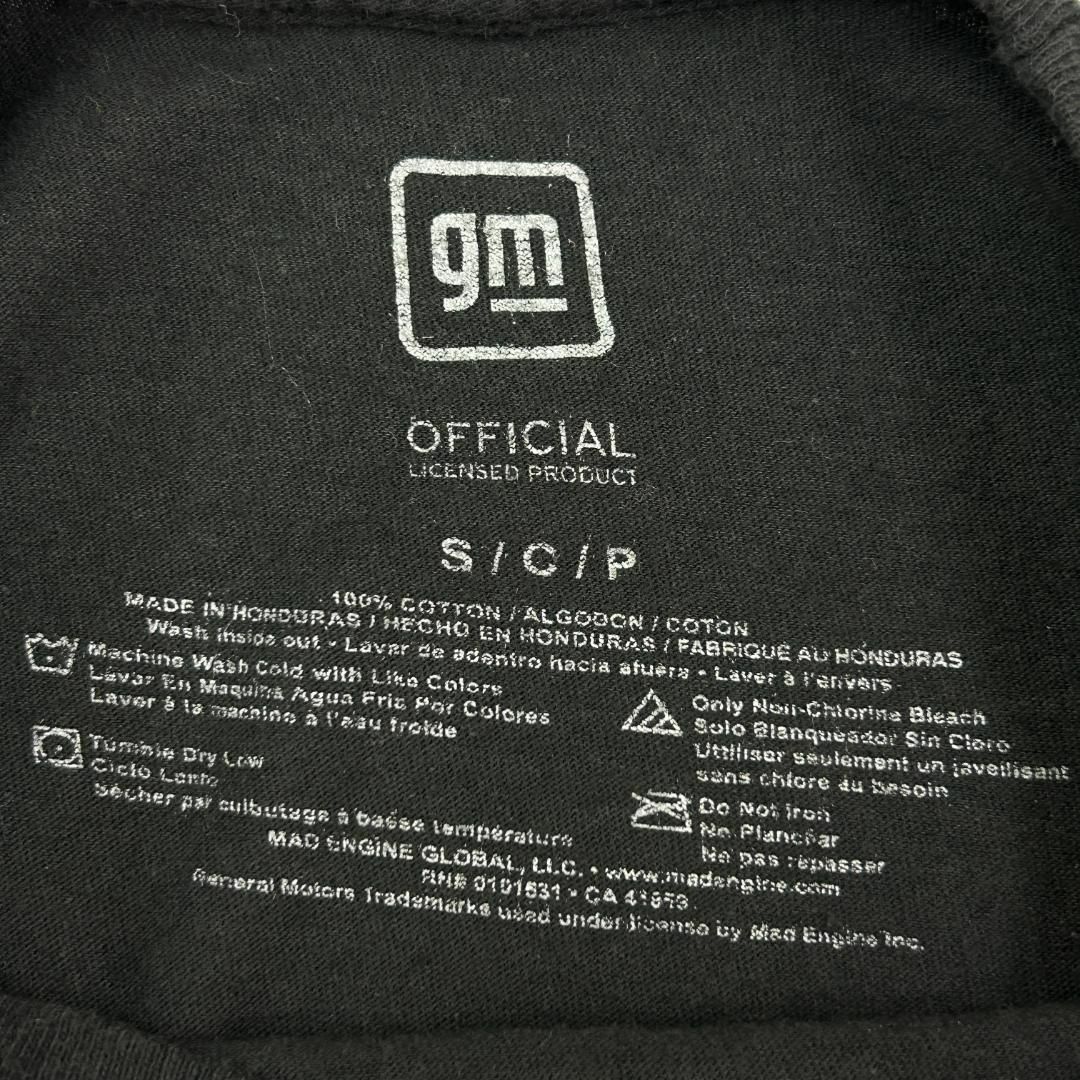 gm
OFFICIAL
LICENSED PRODUCT
S / C / P
100% COTTON / ALGODON / COTON
MADE IN HONDURAS / HECHO EN HONDURAS / FABRIQUE AU HONDURAS
Wash inside out • Lavar de adentro hacia afuera • Laver à l'envers
Machine Wash Cold with Like Colors
Lavar En Maquina Agua Fria Por Colores
Laver à la machine à l'eau froide
Only Non-Chlorine Bleach
Solo Blanqueador Sin Cloro
Utiliser seulement un javellisant
sans chlore au besoin
Tumble Dry Low
Ciclo Lento
Sécher par culbutage à basse température
Do Not Iron
No Planchar
Ne pas repasser
MAD ENGINE GLOBAL, LLC. • www.madengine.com
RN# 0101631 • CA
General Motors Trademarks used under license by Mad Engine Inc.